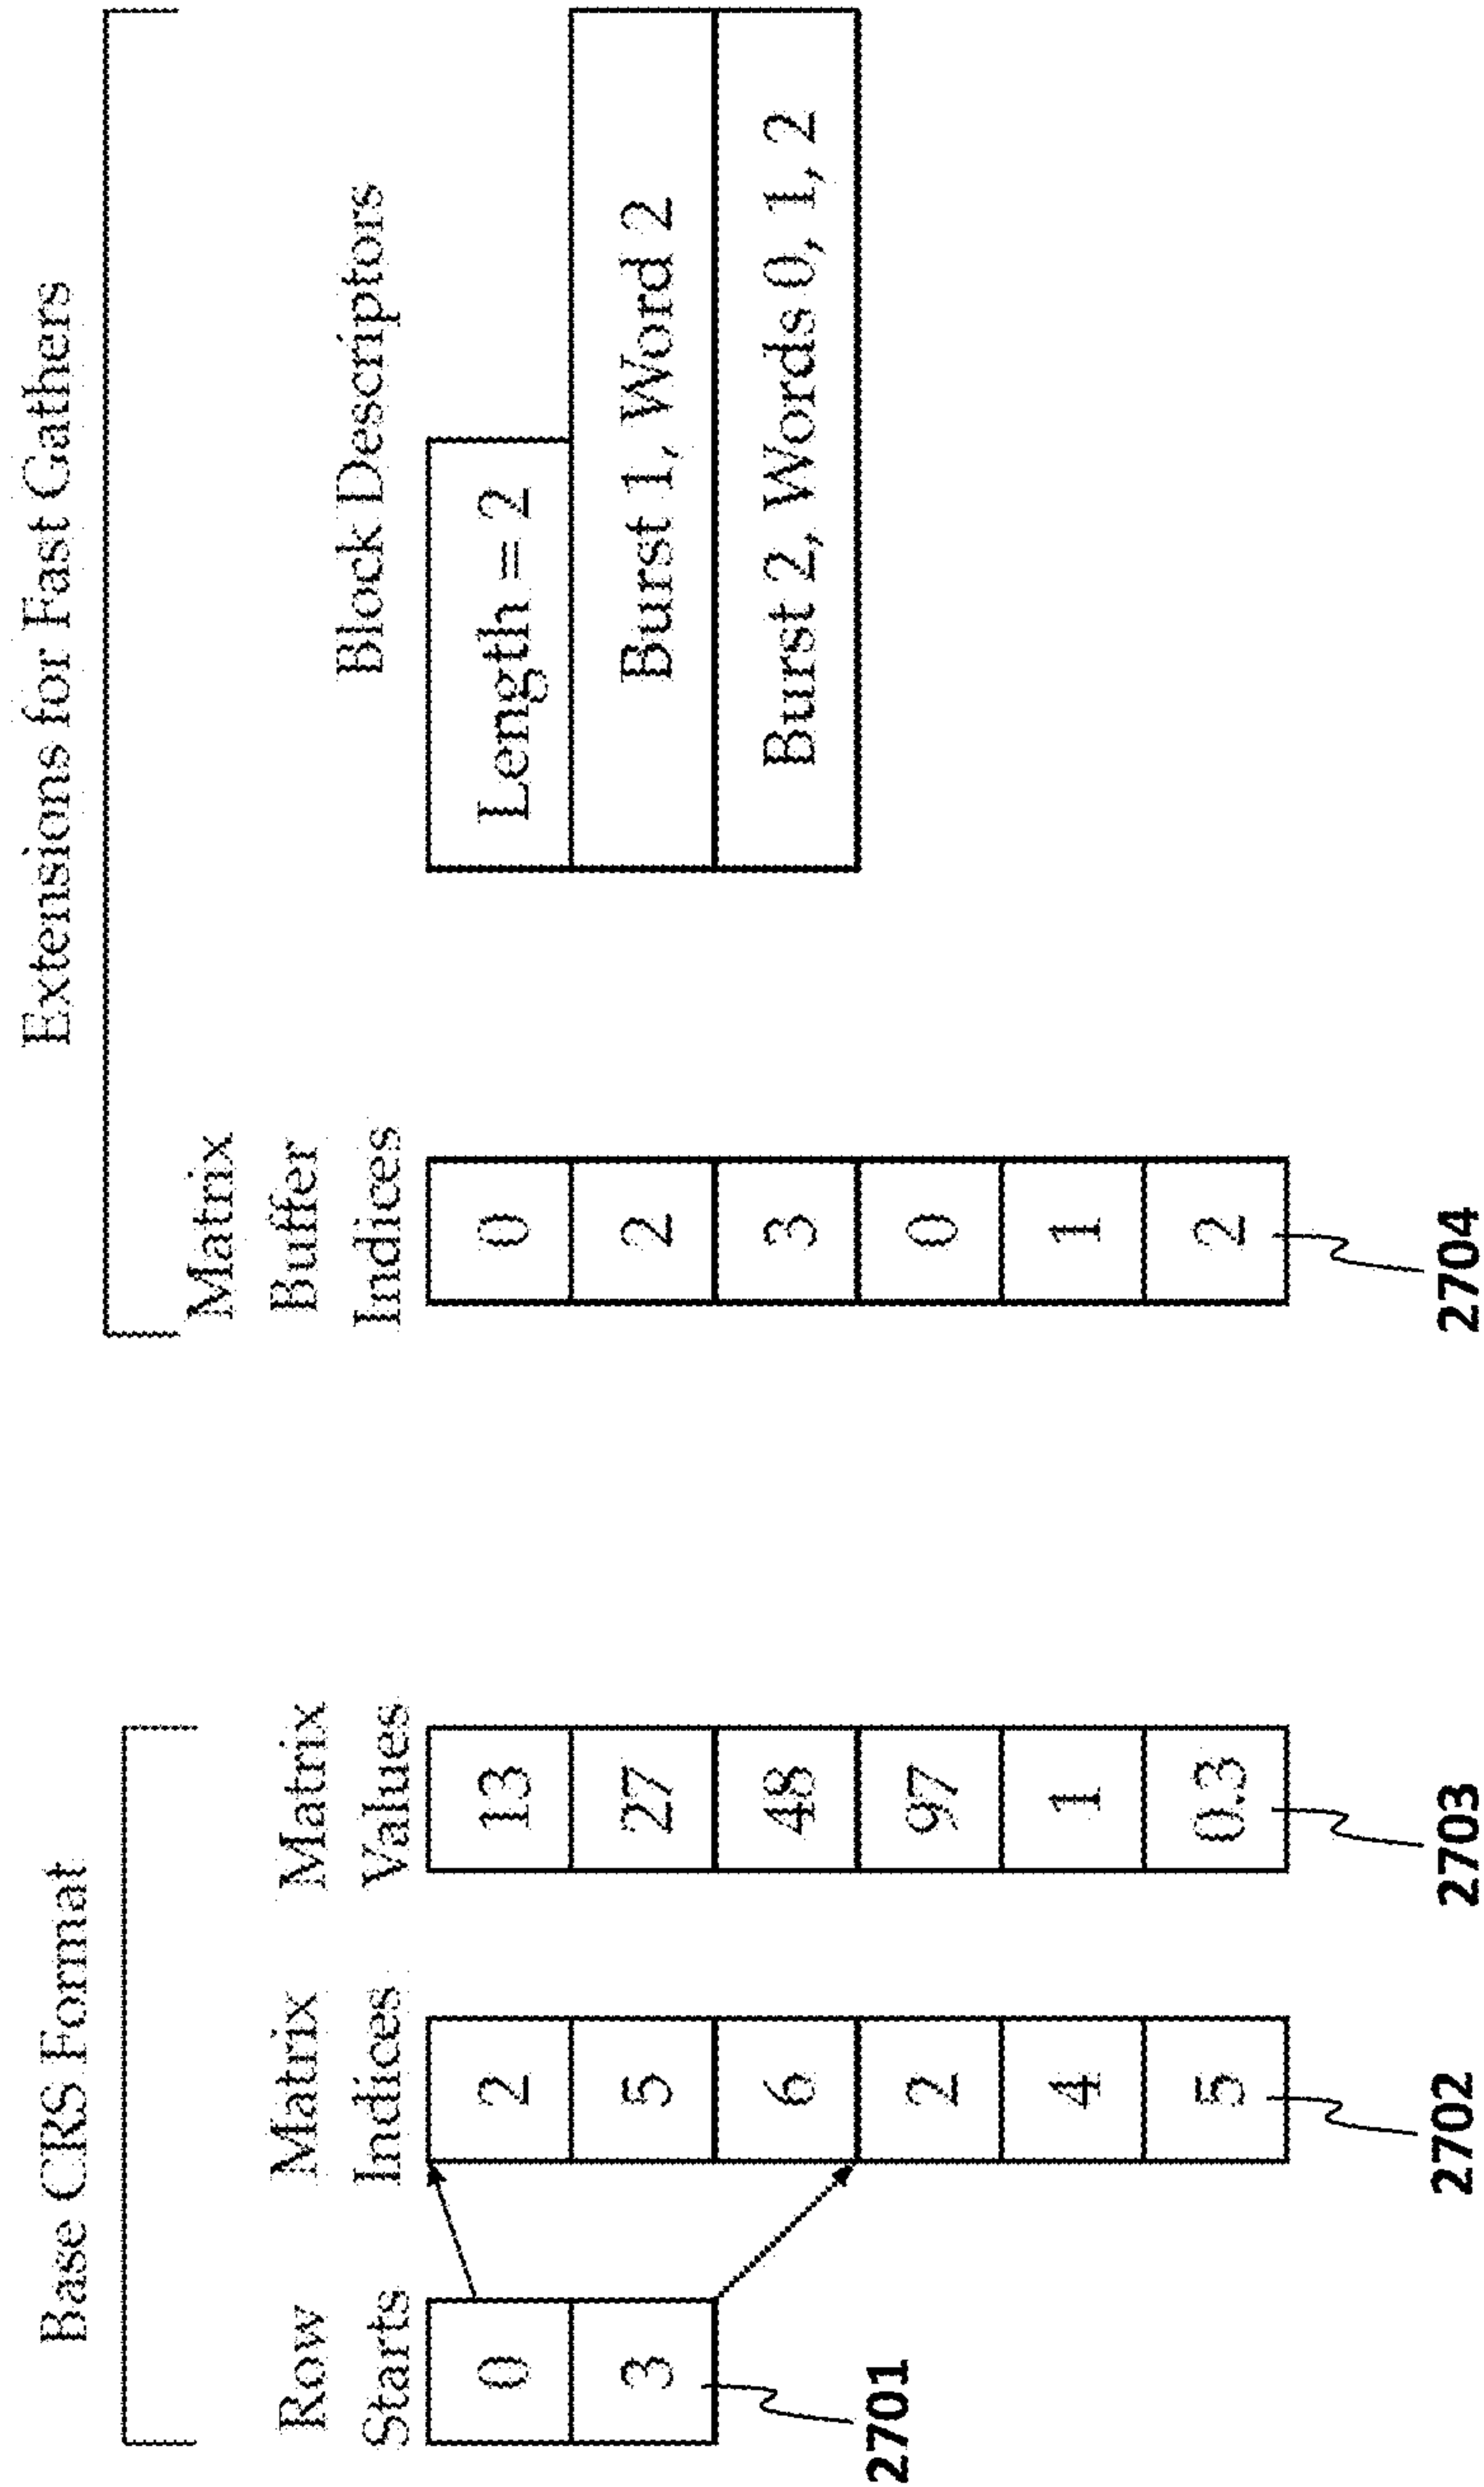 Base CRS Format
Extensions for Fast Gathers
Row
Starts
Matrix
Indices
Matrix
Values
Matrix
Buffer
Indices
Block Descriptors
0
3
2
5
6
2
4
5
13
27
48
97
1
0.3
0
2
3
0
1
2
Length = 2
Burst 1, Word 2
Burst 2, Words 0, 1, 2
2701
2702
2703
2704